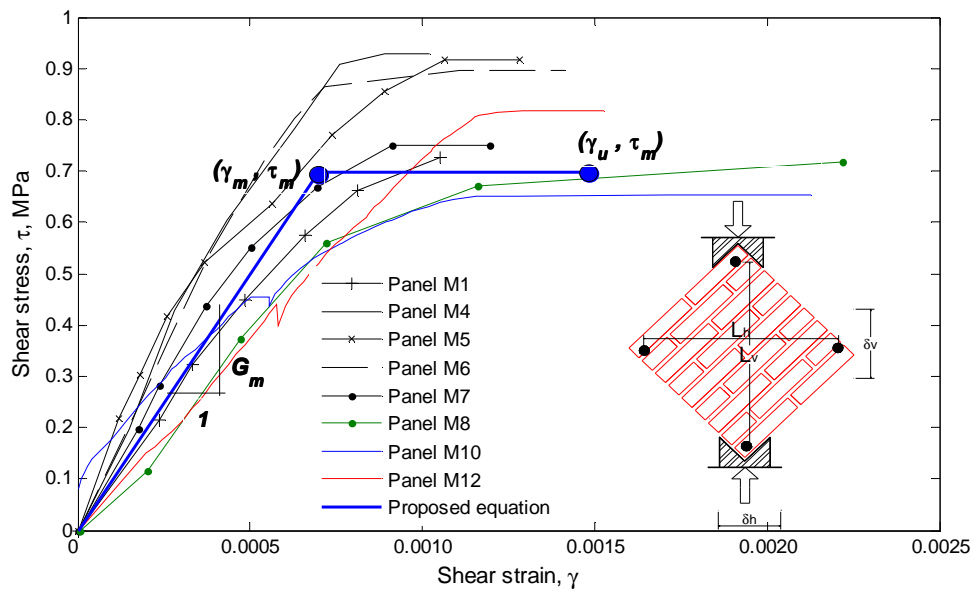 1
0.9
0.8
0.7
0.6
0.5
0.4
0.3
0.2
0.1
0
Shear stress, τ, MPa
(γm, τm)
(γu, τm)
Gm
1
Panel M1
Panel M4
Panel M5
Panel M6
Panel M7
Panel M8
Panel M10
Panel M12
Proposed equation
Lh
Lv
δv
δh
0
0.0005
0.0010
0.0015
0.0020
0.0025
Shear strain, γ